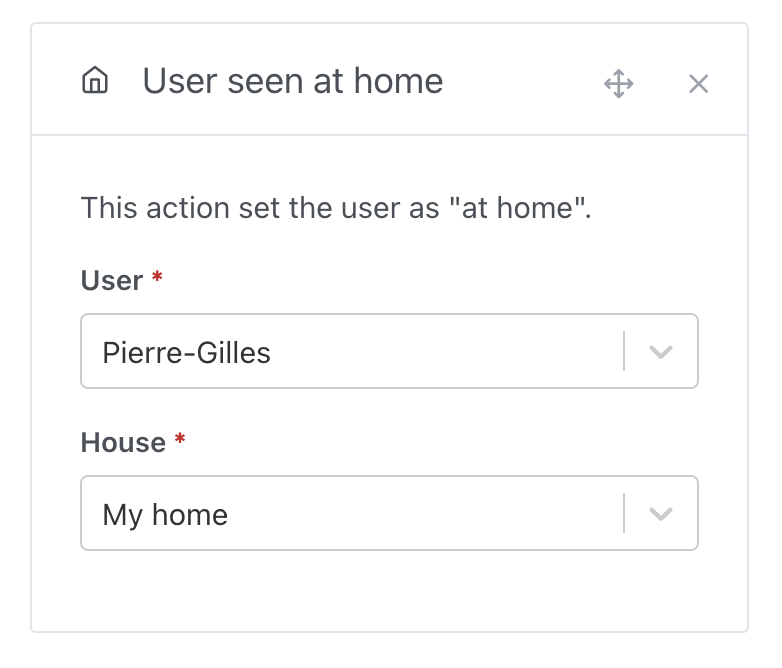 User seen at home
This action set the user as "at home".
User *
Pierre-Gilles
House *
My home